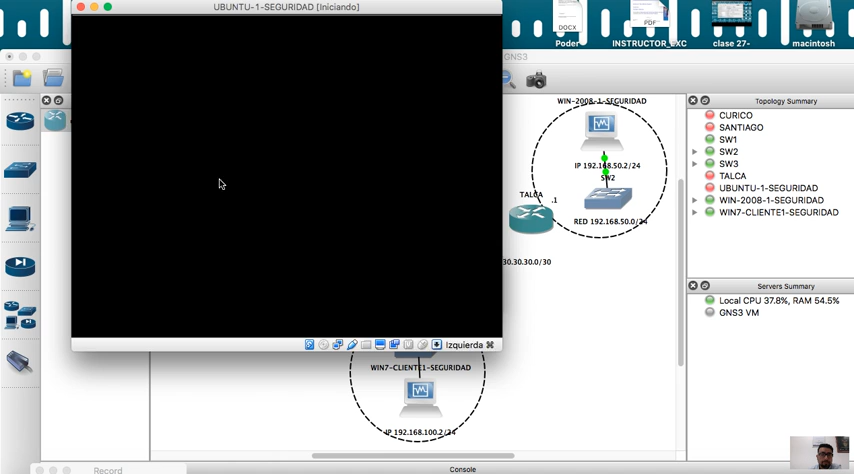 UBUNTU-1-SEGURIDAD [Iniciando]
DOCX
PDF
Poder
INSTRUCTOR_EXC
clase 27-
macintosh
GNS3
WIN-2008-1-SEGURIDAD
IP 192.168.50.2/24
SW2
TALCA
.1
RED 192.168.50.0/24
30.30.30.0/30
Izquierda ⌘
WIN7-CLIENTE1-SEGURIDAD
IP 192.168.100.2/24
Topology Summary
CURICO
SANTIAGO
SW1
SW2
SW3
TALCA
UBUNTU-1-SEGURIDAD
WIN-2008-1-SEGURIDAD
WIN7-CLIENTE1-SEGURIDAD
Servers Summary
Local CPU 37.8%, RAM 54.5%
GNS3 VM
Record
Console